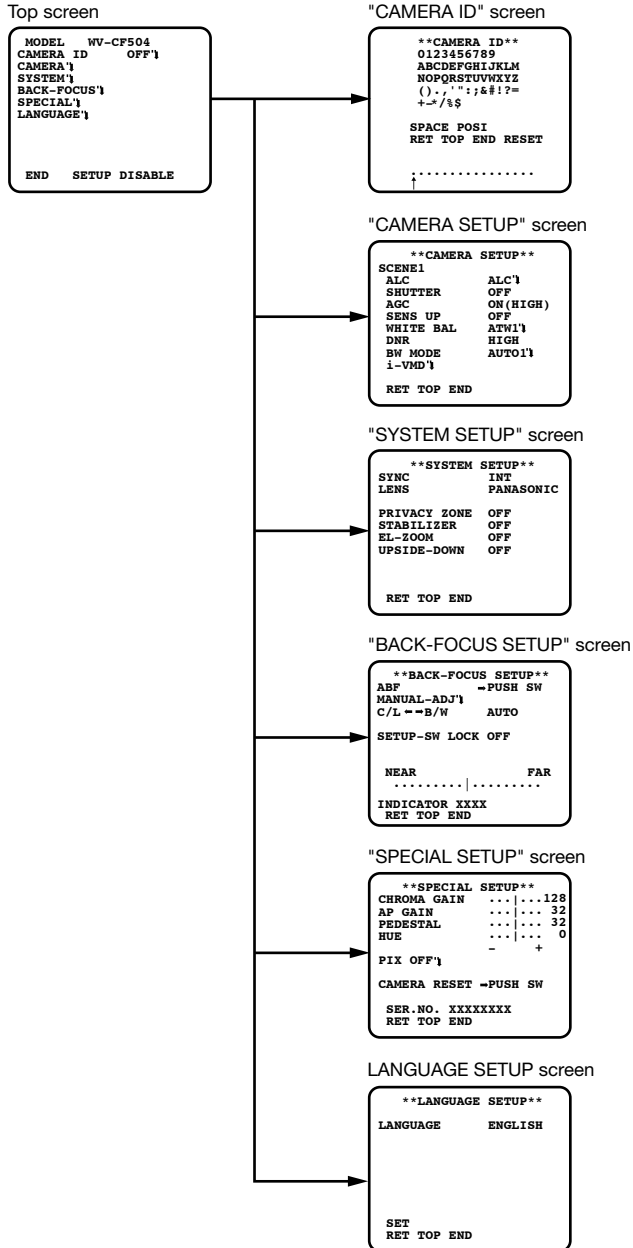 Top screen
MODEL WV-CF504
CAMERA ID OFF
CAMERA
SYSTEM
BACK-FOCUS
SPECIAL
LANGUAGE
END SETUP DISABLE
"CAMERA ID" screen
**CAMERA ID**
0123456789
ABCDEFGHIJKLM
NOPQRSTUVWXYZ
().,'":;&#!?=
+-*/%$
SPACE POSI
RET TOP END RESET
................
↑
"CAMERA SETUP" screen
**CAMERA SETUP**
SCENE1
ALC ALC
SHUTTER OFF
AGC ON(HIGH)
SENS UP OFF
WHITE BAL ATW1
DNR HIGH
BW MODE AUTO1
i-VMD
RET TOP END
"SYSTEM SETUP" screen
**SYSTEM SETUP**
SYNC INT
LENS PANASONIC
PRIVACY ZONE OFF
STABILIZER OFF
EL-ZOOM OFF
UPSIDE-DOWN OFF
RET TOP END
"BACK-FOCUS SETUP" screen
**BACK-FOCUS SETUP**
ABF →PUSH SW
MANUAL-ADJ
C/L ←→B/W AUTO
SETUP-SW LOCK OFF
NEAR FAR
.........|.........
INDICATOR XXXX
RET TOP END
"SPECIAL SETUP" screen
**SPECIAL SETUP**
CHROMA GAIN ...|...128
AP GAIN ...|... 32
PEDESTAL ...|... 32
HUE ...|... 0
- +
PIX OFF
CAMERA RESET →PUSH SW
SER.NO. XXXXXXXX
RET TOP END
LANGUAGE SETUP screen
**LANGUAGE SETUP**
LANGUAGE ENGLISH
SET
RET TOP END